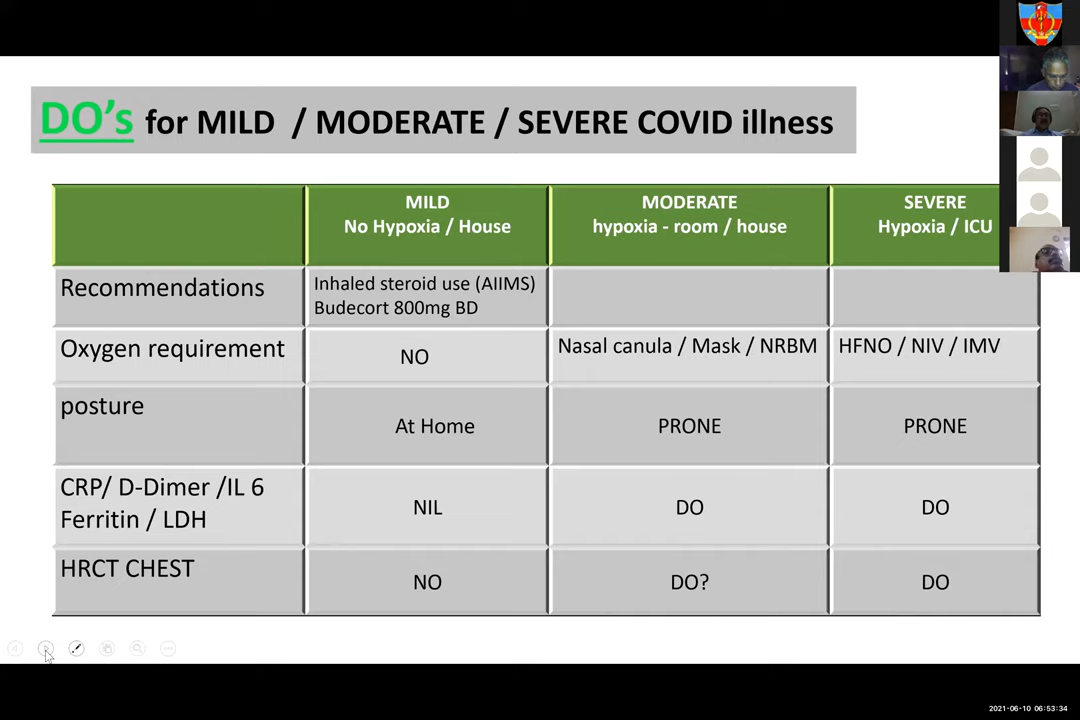 DO's for MILD / MODERATE / SEVERE COVID illness
MILD
No Hypoxia / House
MODERATE
hypoxia - room / house
SEVERE
Hypoxia / ICU
Recommendations
Inhaled steroid use (AIIMS)
Budecort 800mg BD
Oxygen requirement
NO
Nasal canula / Mask / NRBM
HFNO / NIV / IMV
posture
At Home
PRONE
PRONE
CRP/ D-Dimer /IL 6
Ferritin / LDH
NIL
DO
DO
HRCT CHEST
NO
DO?
DO
2021-06-10 06:53:34